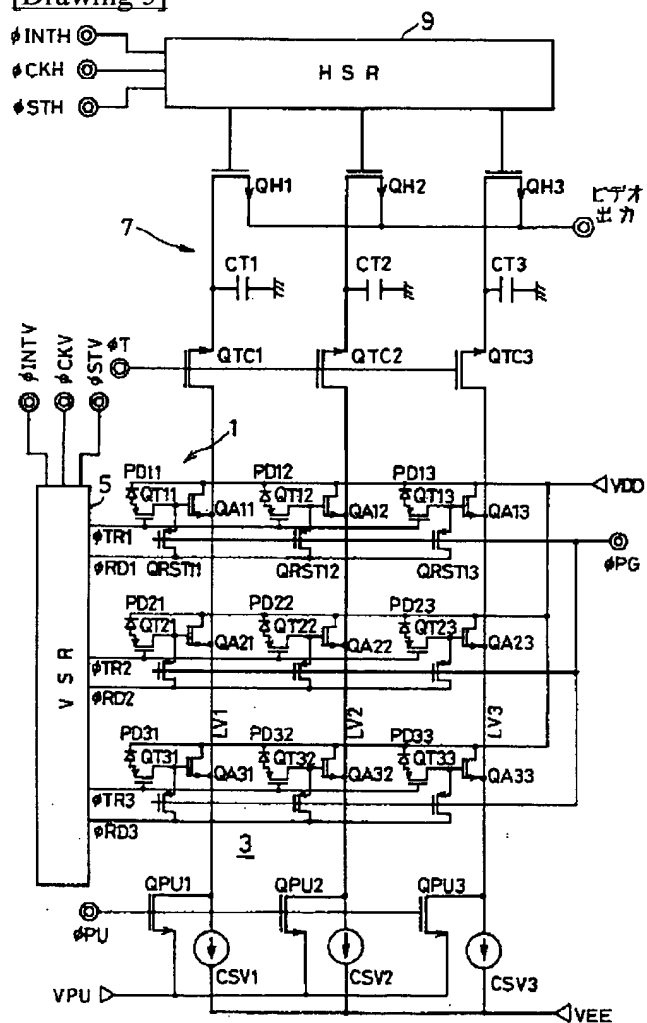 [Drawing 5]
φINTH
φCKH
φSTH
9
H S R
QH1
QH2
QH3
ビデオ
出力
7
CT1
CT2
CT3
φINTV
φCKV
φSTV
φT
QTC1
QTC2
QTC3
1
5
V S R
PD11
PD12
PD13
QT11
QT12
QT13
VDD
QA11
QA12
QA13
φTR1
φRD1
QRST11
QRST12
QRST13
φPG
PD21
PD22
PD23
QT21
QT22
QT23
QA21
QA22
QA23
φTR2
φRD2
LV1
LV2
LV3
PD31
PD32
PD33
QT31
QT32
QT33
QA31
QA32
QA33
φTR3
φRD3
3
QPU1
QPU2
QPU3
φPU
CSV1
CSV2
CSV3
VPU
VEE